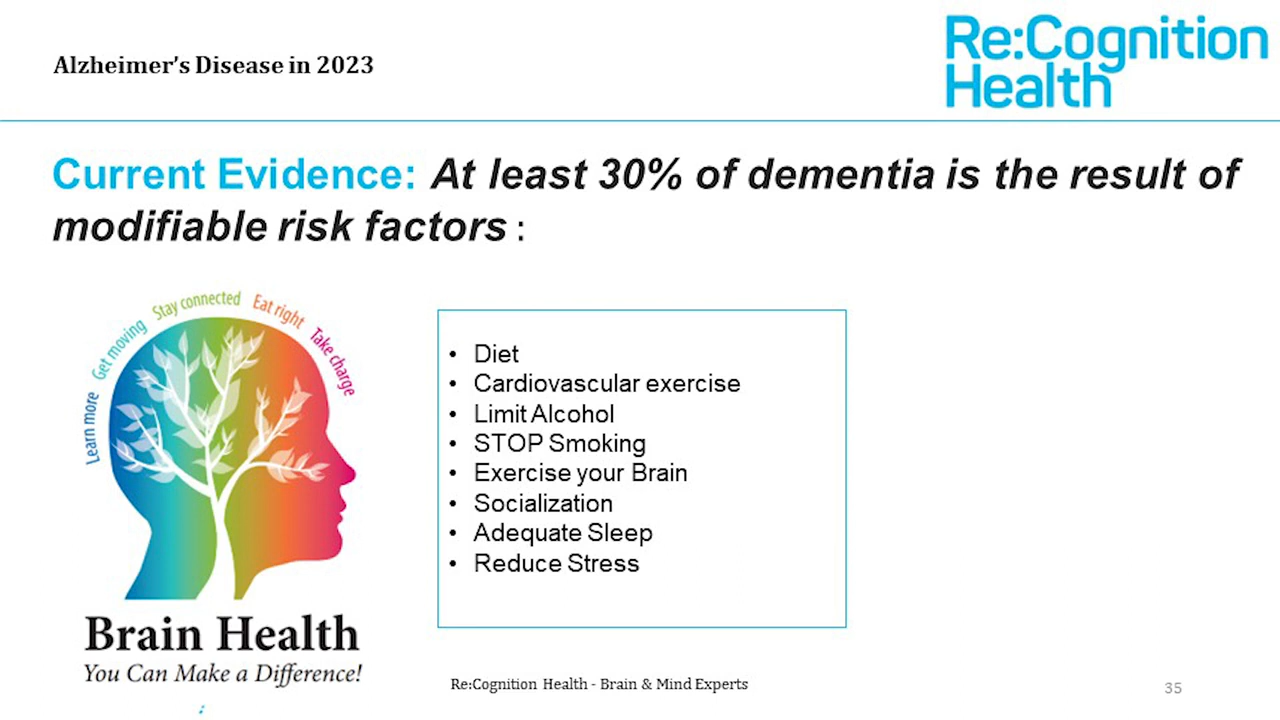 Alzheimer's Disease in 2023
Re:Cognition
Health
Current Evidence: At least 30% of dementia is the result of
modifiable risk factors :
Learn more
Get moving
Stay connected
Eat right
Take charge
• Diet
• Cardiovascular exercise
• Limit Alcohol
• STOP Smoking
• Exercise your Brain
• Socialization
• Adequate Sleep
• Reduce Stress
Brain Health
You Can Make a Difference!
Re:Cognition Health - Brain & Mind Experts
35